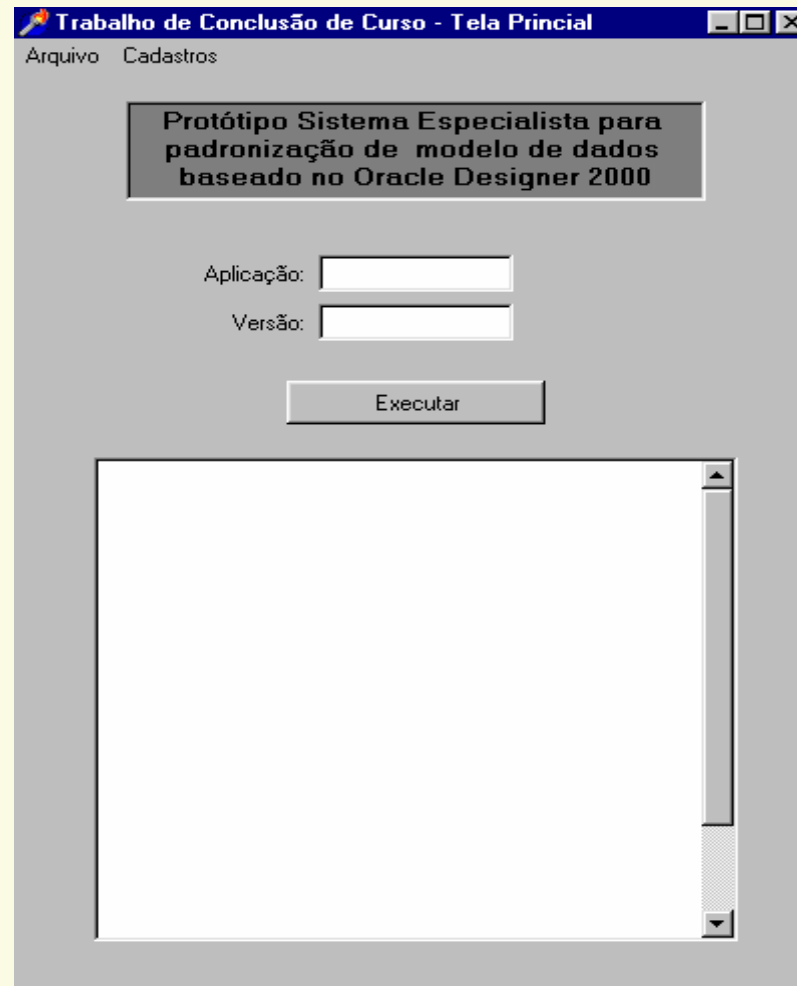 Trabalho de Conclusão de Curso - Tela Princial
Arquivo Cadastros
Protótipo Sistema Especialista para
padronização de modelo de dados
baseado no Oracle Designer 2000
Aplicação:
Versão:
Executar